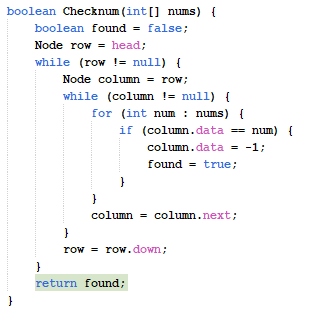 boolean Checknum(int[] nums) {
    boolean found = false;
    Node row = head;
    while (row != null) {
        Node column = row;
        while (column != null) {
            for (int num : nums) {
                if (column.data == num) {
                    column.data = -1;
                    found = true;
                }
            }
            column = column.next;
        }
        row = row.down;
    }
    return found;
}